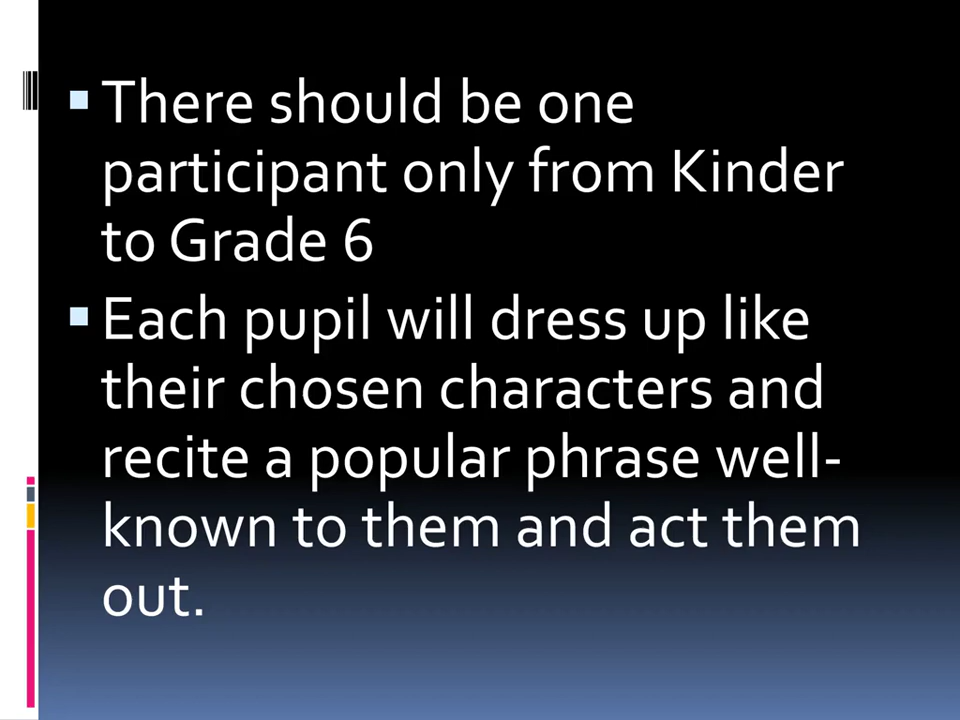 There should be one
participant only from Kinder
to Grade 6
Each pupil will dress up like
their chosen characters and
recite a popular phrase well-
known to them and act them
out.